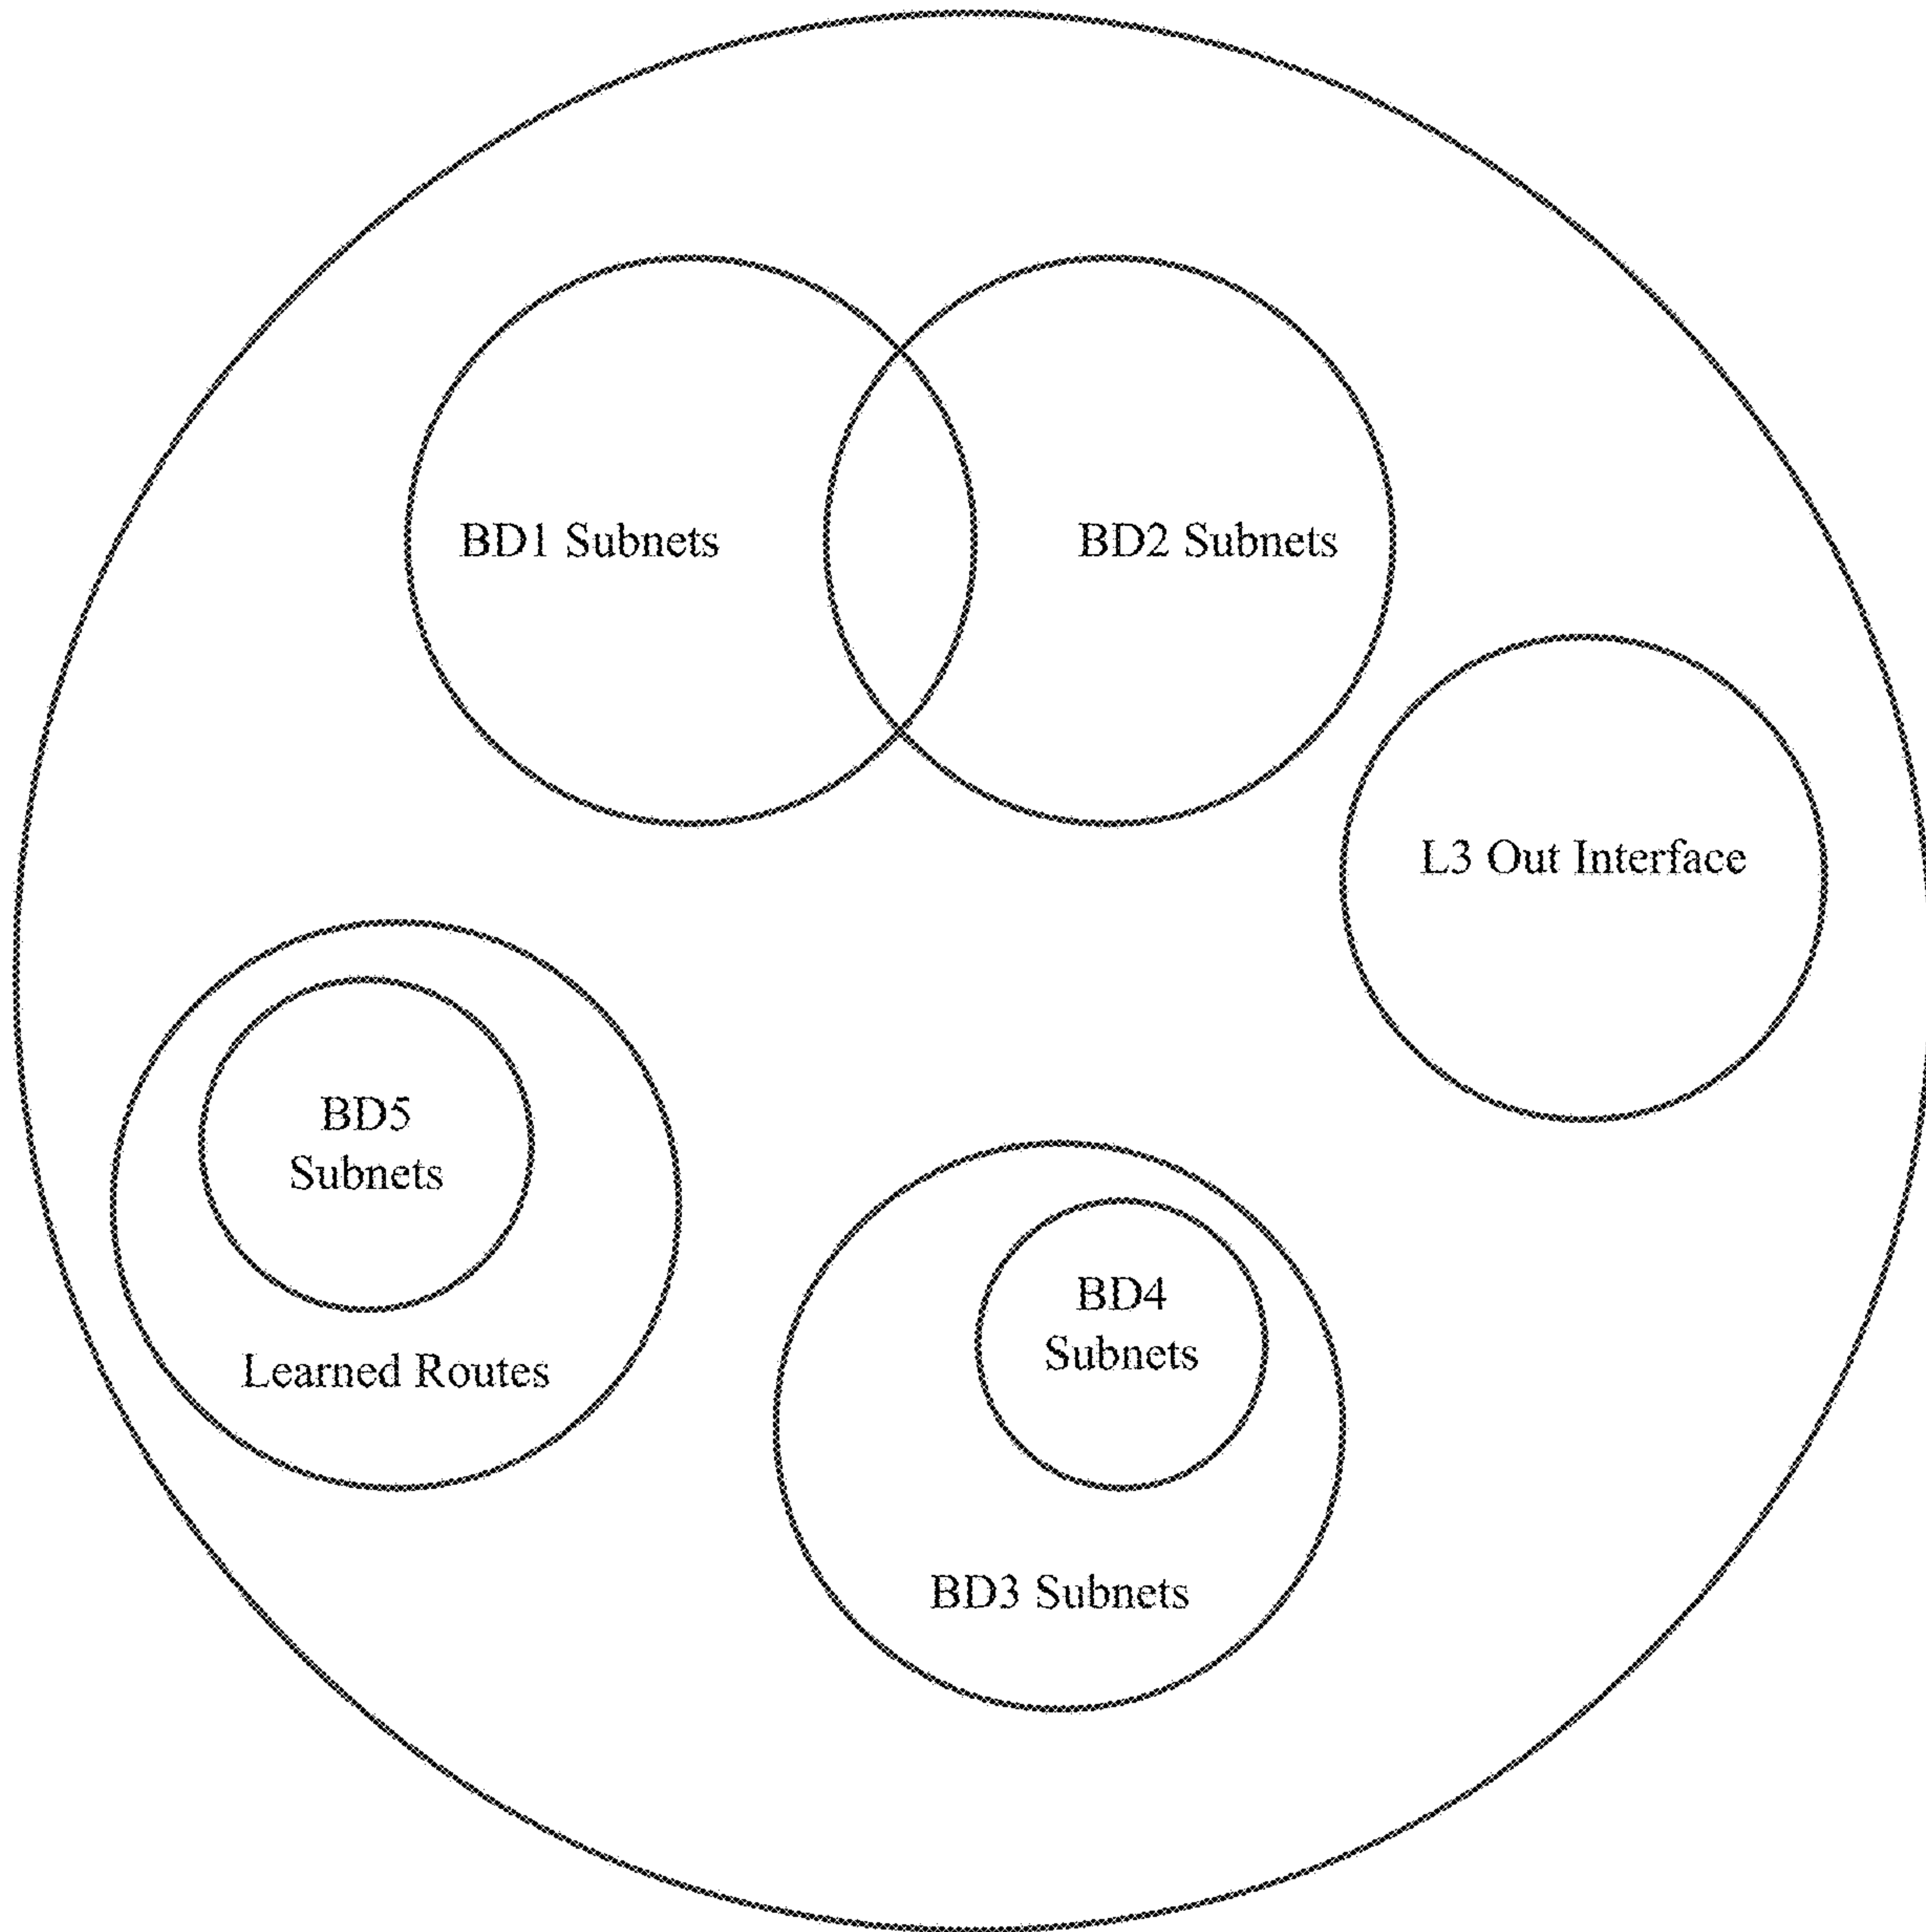 BD1 Subnets
BD2 Subnets
L3 Out Interface
BD5
Subnets
Learned Routes
BD4
Subnets
BD3 Subnets